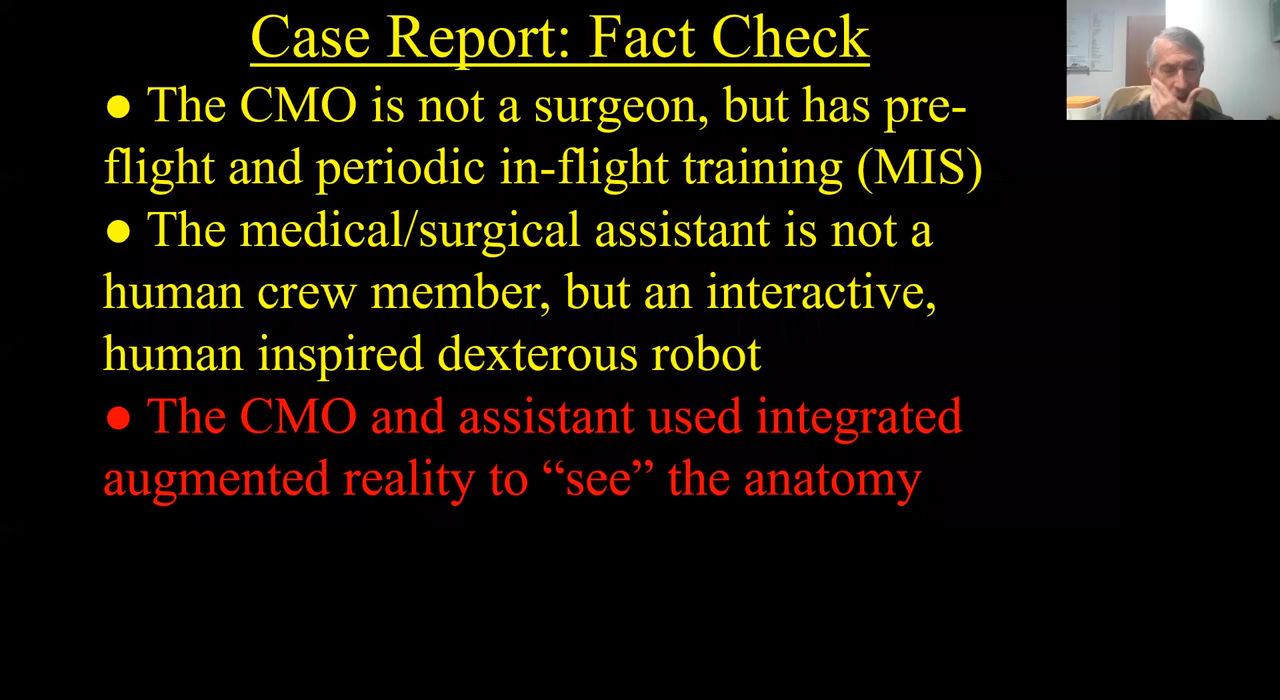 Case Report: Fact Check
● The CMO is not a surgeon, but has pre-
flight and periodic in-flight training (MIS)
● The medical/surgical assistant is not a
human crew member, but an interactive,
human inspired dexterous robot
● The CMO and assistant used integrated
augmented reality to “see” the anatomy